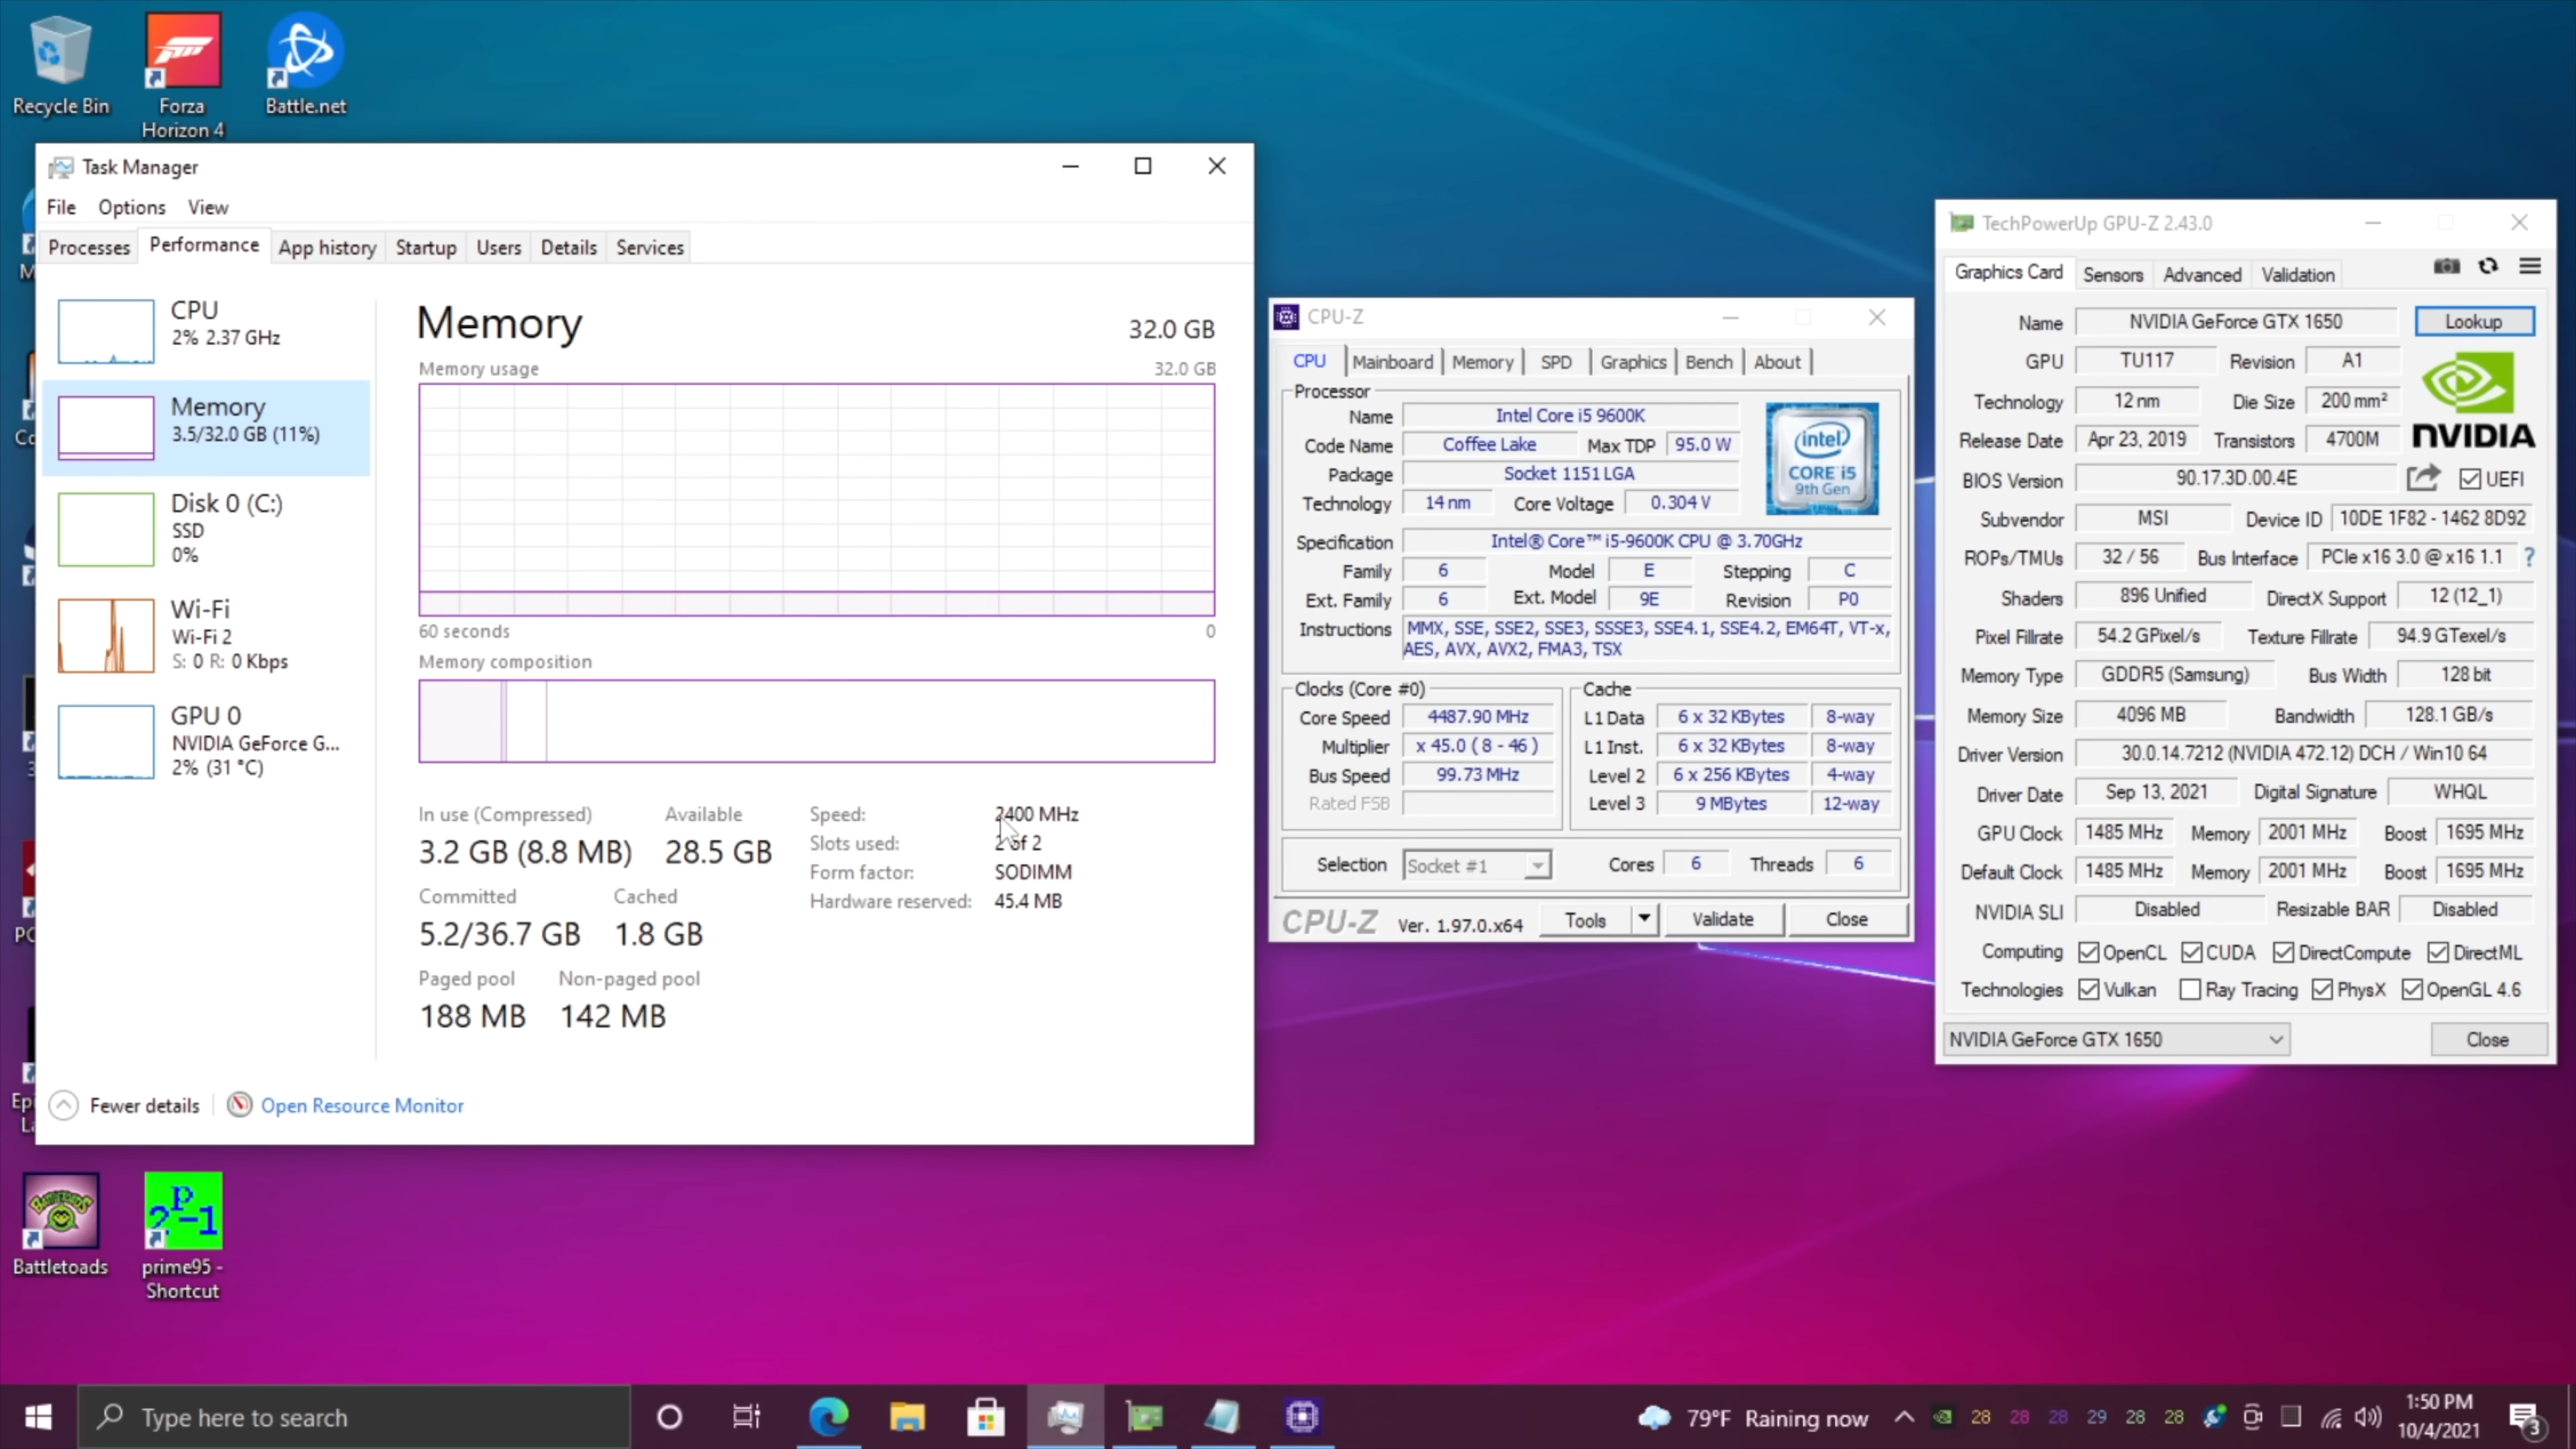 Recycle Bin
Forza
Horizon 4
Battle.net
Task Manager
File Options View
Processes Performance App history Startup Users Details Services
CPU
2% 2.37 GHz
Memory
3.5/32.0 GB (11%)
Disk 0 (C:)
SSD
0%
Wi-Fi
Wi-Fi 2
S: 0 R: 0 Kbps
GPU 0
NVIDIA GeForce G...
2% (31 °C)
Memory 32.0 GB
Memory usage 32.0 GB
60 seconds 0
Memory composition
In use (Compressed) Available
3.2 GB (8.8 MB) 28.5 GB
Committed Cached
5.2/36.7 GB 1.8 GB
Paged pool Non-paged pool
188 MB 142 MB
Speed: 2400 MHz
Slots used: 2 of 2
Form factor: SODIMM
Hardware reserved: 45.4 MB
Fewer details Open Resource Monitor
CPU-Z
CPU Mainboard Memory SPD Graphics Bench About
Processor
Name Intel Core i5 9600K
Code Name Coffee Lake Max TDP 95.0 W
Package Socket 1151 LGA
Technology 14 nm Core Voltage 0.304 V
intel
CORE i5
9th Gen
Specification Intel® Core™ i5-9600K CPU @ 3.70GHz
Family 6 Model E Stepping C
Ext. Family 6 Ext. Model 9E Revision P0
Instructions MMX, SSE, SSE2, SSE3, SSSE3, SSE4.1, SSE4.2, EM64T, VT-x,
AES, AVX, AVX2, FMA3, TSX
Clocks (Core #0)
Core Speed 4487.90 MHz
Multiplier x 45.0 ( 8 - 46 )
Bus Speed 99.73 MHz
Rated FSB
Cache
L1 Data 6 x 32 KBytes 8-way
L1 Inst. 6 x 32 KBytes 8-way
Level 2 6 x 256 KBytes 4-way
Level 3 9 MBytes 12-way
Selection Socket #1 Cores 6 Threads 6
CPU-Z Ver. 1.97.0.x64 Tools Validate Close
TechPowerUp GPU-Z 2.43.0
Graphics Card Sensors Advanced Validation
Name NVIDIA GeForce GTX 1650 Lookup
GPU TU117 Revision A1
Technology 12 nm Die Size 200 mm²
Release Date Apr 23, 2019 Transistors 4700M
NVIDIA
BIOS Version 90.17.3D.00.4E UEFI
Subvendor MSI Device ID 10DE 1F82 - 1462 8D92
ROPs/TMUs 32 / 56 Bus Interface PCIe x16 3.0 @ x16 1.1 ?
Shaders 896 Unified DirectX Support 12 (12_1)
Pixel Fillrate 54.2 GPixel/s Texture Fillrate 94.9 GTexel/s
Memory Type GDDR5 (Samsung) Bus Width 128 bit
Memory Size 4096 MB Bandwidth 128.1 GB/s
Driver Version 30.0.14.7212 (NVIDIA 472.12) DCH / Win10 64
Driver Date Sep 13, 2021 Digital Signature WHQL
GPU Clock 1485 MHz Memory 2001 MHz Boost 1695 MHz
Default Clock 1485 MHz Memory 2001 MHz Boost 1695 MHz
NVIDIA SLI Disabled Resizable BAR Disabled
Computing OpenCL CUDA DirectCompute DirectML
Technologies Vulkan Ray Tracing PhysX OpenGL 4.6
NVIDIA GeForce GTX 1650 Close
Battletoads
prime95 -
Shortcut
Type here to search
79°F Raining now
28 28 28 29 28 28
1:50 PM
10/4/2021
3